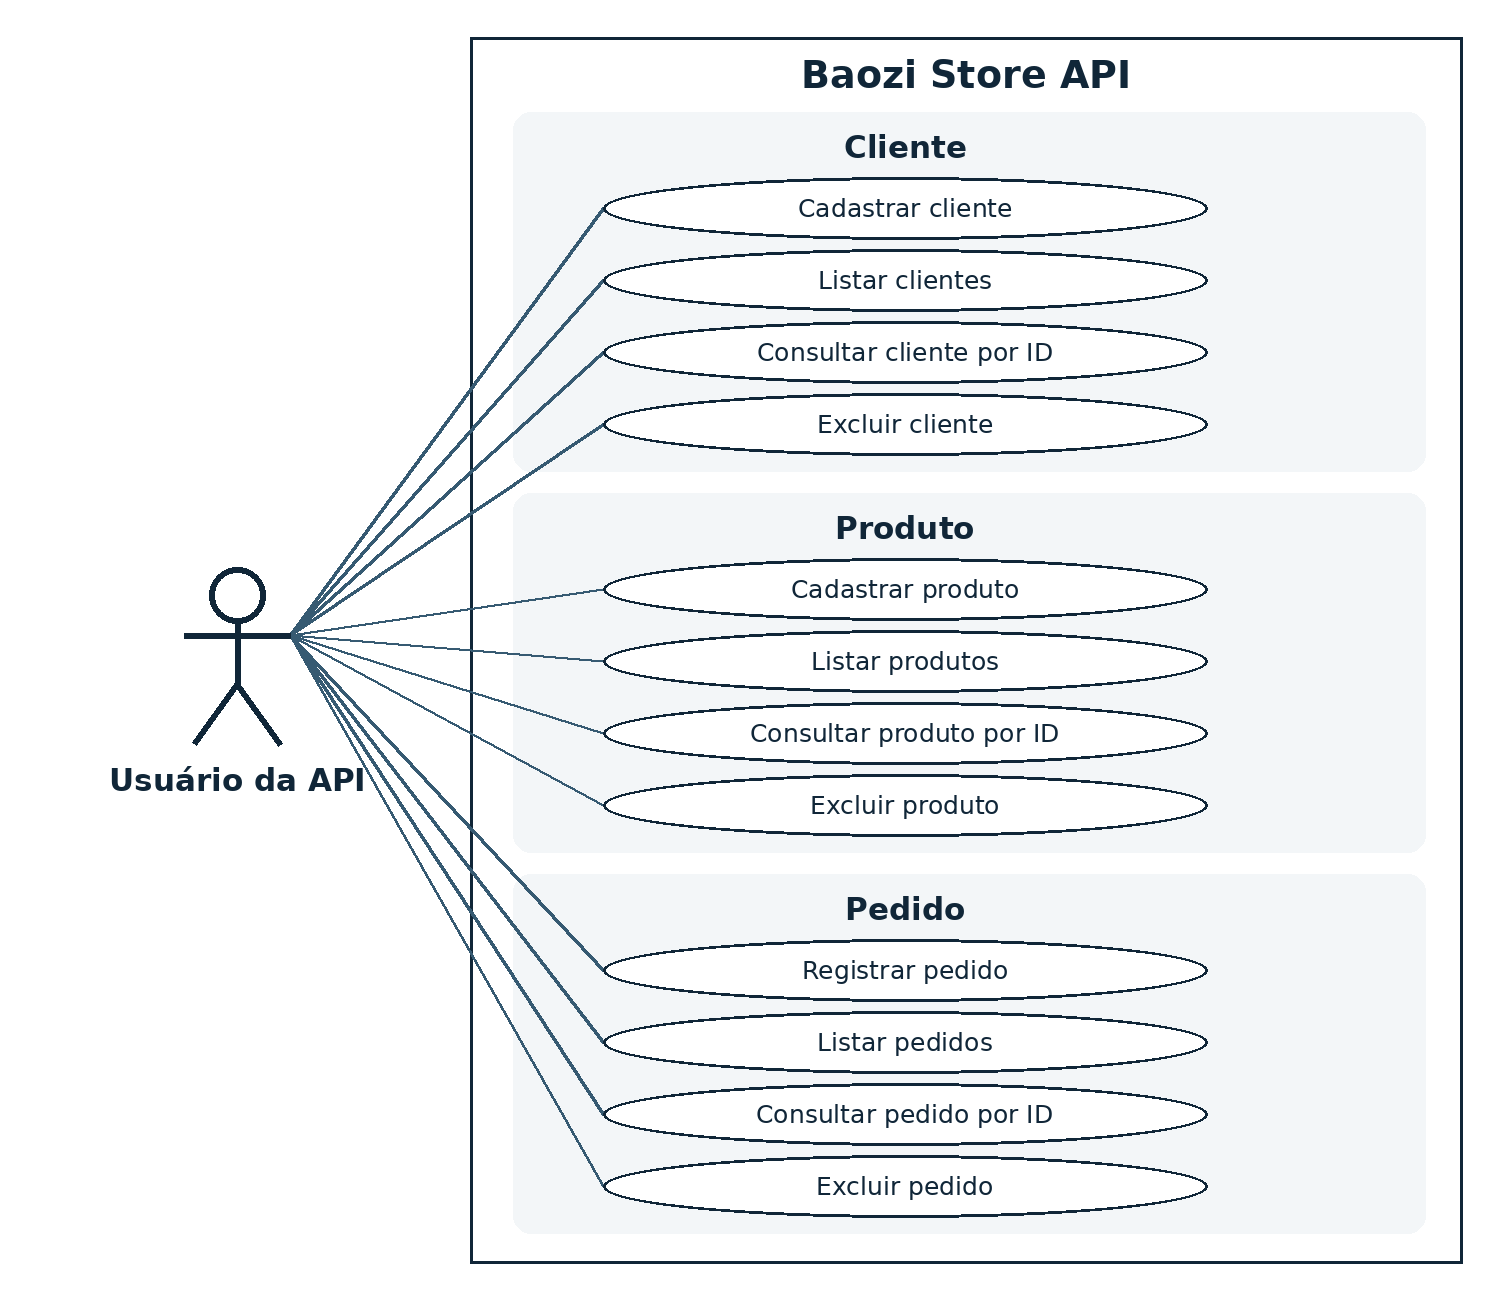 Baozi Store API
Cliente
Cadastrar cliente
Listar clientes
Consultar cliente por ID
Excluir cliente
Produto
Cadastrar produto
Listar produtos
Consultar produto por ID
Excluir produto
Usuário da API
Pedido
Registrar pedido
Listar pedidos
Consultar pedido por ID
Excluir pedido